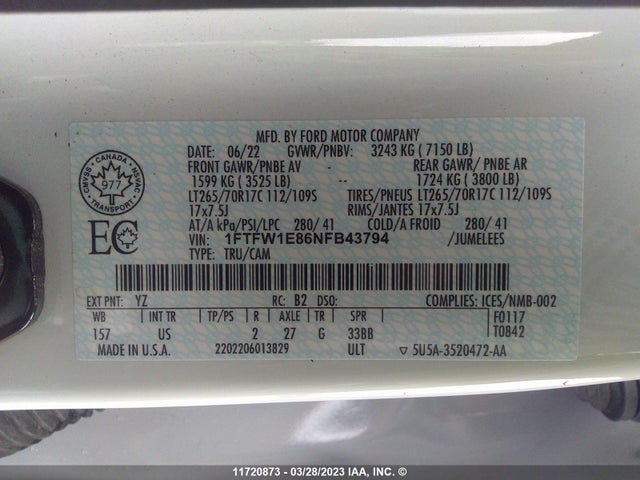 MFD. BY FORD MOTOR COMPANY
DATE: 06/22 GVWR/PNBV: 3243 KG ( 7150 LB)
FRONT GAWR/PNBE AV REAR GAWR/ PNBE AR
1599 KG ( 3525 LB) -- 1724 KG ( 3800 LB)
LT265/70R17C 112/109S TIRES/PNEUS LT265/70R17C 112/109S
17x7.5J RIMS/JANTES 17x7.5J
AT/A kPa/PSI/LPC 280/ 41 COLD/A FROID 280/ 41
VIN: 1FTFW1E86NFB43794 /JUMELEES
TYPE: TRU/CAM
CANADA
CMVSS
NSVAC
977
TRANSPORT
EC
EXT PNT: YZ RC: B2 DSO: COMPLIES: ICES/NMB-002
WB INT TR TP/PS R AXLE TR SPR F0117
157 US 2 27 G 33BB T0842
MADE IN U.S.A. 2202206013829 ULT ▽ 5U5A-3520472-AA
11720873 - 03/28/2023 IAA, INC. ©